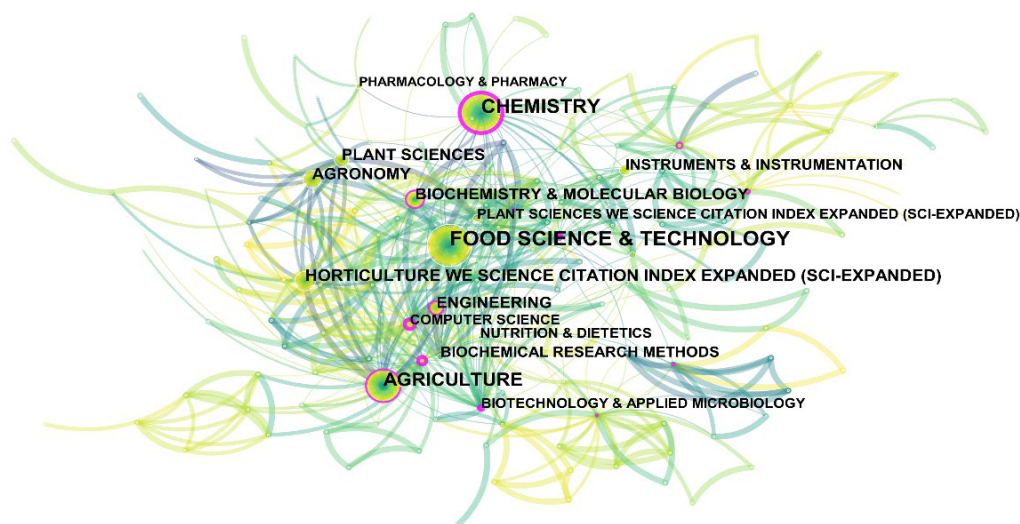 PHARMACOLOGY & PHARMACY
CHEMISTRY
PLANT SCIENCES
INSTRUMENTS & INSTRUMENTATION
AGRONOMY
BIOCHEMISTRY & MOLECULAR BIOLOGY
PLANT SCIENCES WE SCIENCE CITATION INDEX EXPANDED (SCI-EXPANDED)
FOOD SCIENCE & TECHNOLOGY
HORTICULTURE WE SCIENCE CITATION INDEX EXPANDED (SCI-EXPANDED)
ENGINEERING
COMPUTER SCIENCE
NUTRITION & DIETETICS
BIOCHEMICAL RESEARCH METHODS
AGRICULTURE
BIOTECHNOLOGY & APPLIED MICROBIOLOGY